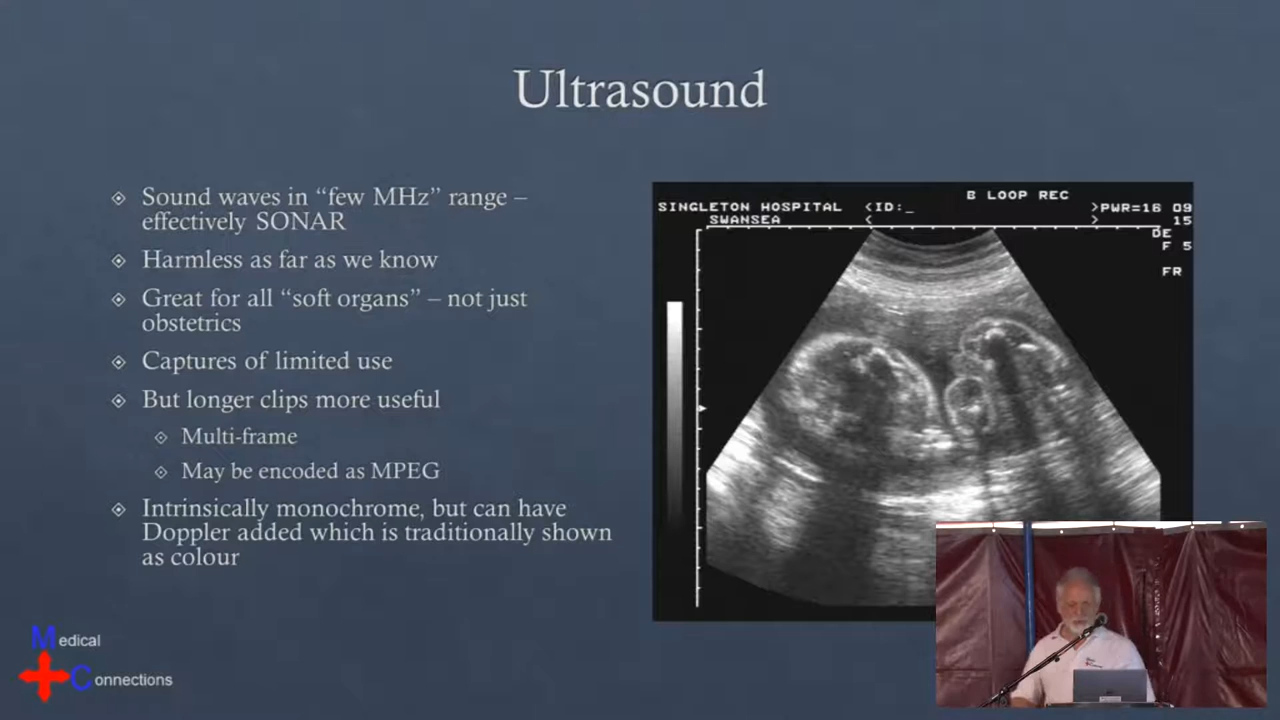 Ultrasound
Sound waves in “few MHz” range –
effectively SONAR
Harmless as far as we know
Great for all “soft organs” – not just
obstetrics
Captures of limited use
But longer clips more useful
Multi-frame
May be encoded as MPEG
Intrinsically monochrome, but can have
Doppler added which is traditionally shown
as colour
B LOOP REC
SINGLETON HOSPITAL <ID:_ >PWR=16 09
SWANSEA < > 15
DE
F 5
FR
Medical
Connections